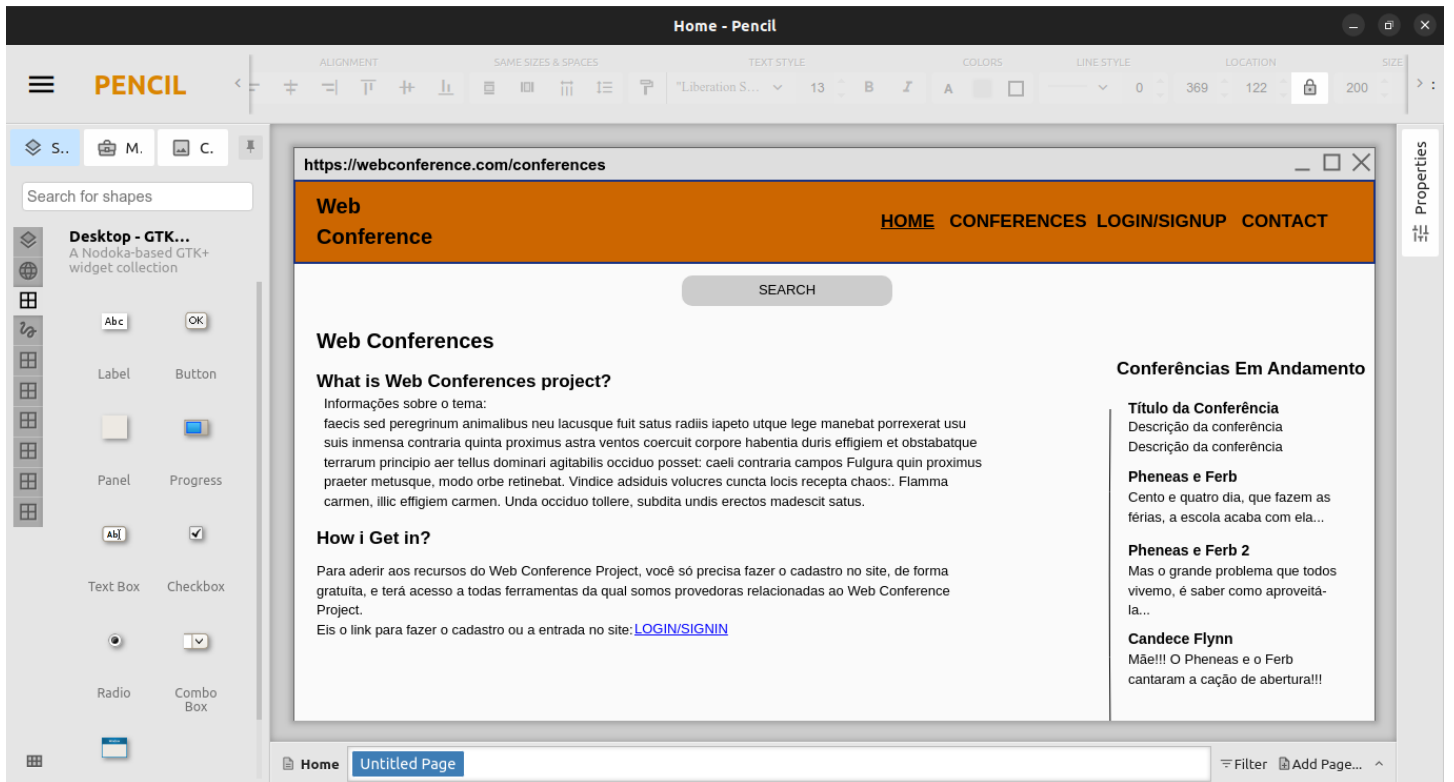 Home - Pencil
PENCIL
ALIGNMENT
SAME SIZES & SPACES
TEXT STYLE
COLORS
LINE STYLE
LOCATION
SIZE
"Liberation S...
13
B
I
A
0
369
122
200
S..
M.
C.
Search for shapes
Desktop - GTK...
A Nodoka-based GTK+
widget collection
Abc
OK
Label
Button
Panel
Progress
Ab
Text Box
Checkbox
Radio
Combo
Box
https://webconference.com/conferences
Web
Conference
HOME CONFERENCES LOGIN/SIGNUP CONTACT
SEARCH
Web Conferences
What is Web Conferences project?
Informações sobre o tema:
faecis sed peregrinum animalibus neu lacusque fuit satus radiis iapeto utque lege manebat porrexerat usu
suis inmensa contraria quinta proximus astra ventos coercuit corpore habentia duris effigiem et obstabatque
terrarum principio aer tellus dominari agitabilis occiduo posset: caeli contraria campos Fulgura quin proximus
praeter metusque, modo orbe retinebat. Vindice adsiduis volucres cuncta locis recepta chaos:. Flamma
carmen, illic effigiem carmen. Unda occiduo tollere, subdita undis erectos madescit satus.
How i Get in?
Para aderir aos recursos do Web Conference Project, você só precisa fazer o cadastro no site, de forma
gratuíta, e terá acesso a todas ferramentas da qual somos provedoras relacionadas ao Web Conference
Project.
Eis o link para fazer o cadastro ou a entrada no site: LOGIN/SIGNIN
Conferências Em Andamento
Título da Conferência
Descrição da conferência
Descrição da conferência
Pheneas e Ferb
Cento e quatro dia, que fazem as
férias, a escola acaba com ela...
Pheneas e Ferb 2
Mas o grande problema que todos
vivemo, é saber como aproveitá-
la...
Candece Flynn
Mãe!!! O Pheneas e o Ferb
cantaram a cação de abertura!!!
Properties
Home
Untitled Page
Filter
Add Page...